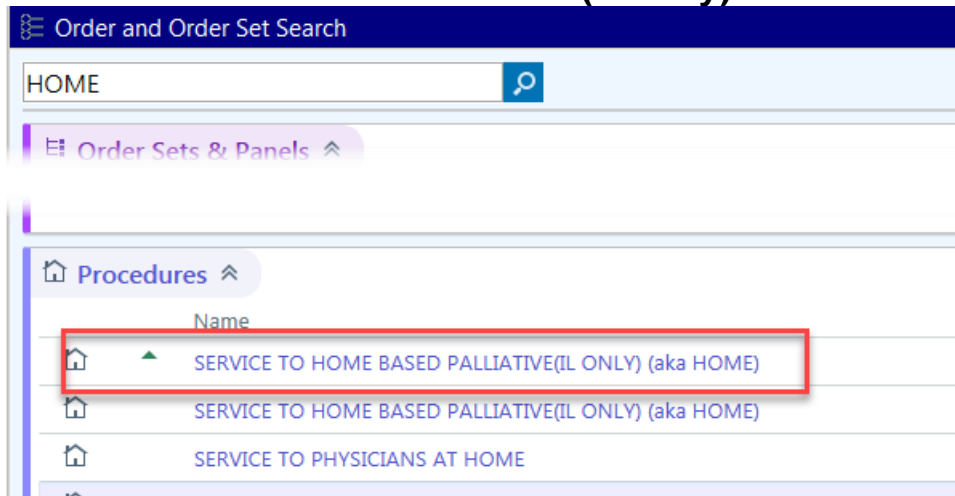 Order and Order Set Search
HOME
Order Sets & Panels
Procedures
Name
SERVICE TO HOME BASED PALLIATIVE(IL ONLY) (aka HOME)
SERVICE TO HOME BASED PALLIATIVE(IL ONLY) (aka HOME)
SERVICE TO PHYSICIANS AT HOME